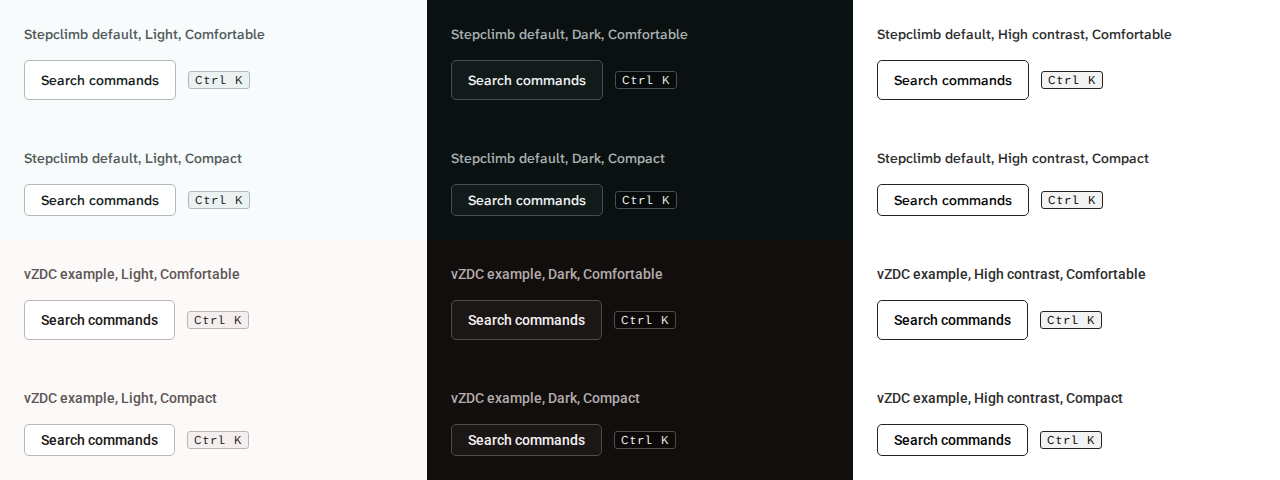 Stepclimb default, Light, Comfortable
Search commands Ctrl K
Stepclimb default, Light, Compact
Search commands Ctrl K
vZDC example, Light, Comfortable
Search commands Ctrl K
vZDC example, Light, Compact
Search commands Ctrl K
Stepclimb default, Dark, Comfortable
Search commands Ctrl K
Stepclimb default, Dark, Compact
Search commands Ctrl K
vZDC example, Dark, Comfortable
Search commands Ctrl K
vZDC example, Dark, Compact
Search commands Ctrl K
Stepclimb default, High contrast, Comfortable
Search commands Ctrl K
Stepclimb default, High contrast, Compact
Search commands Ctrl K
vZDC example, High contrast, Comfortable
Search commands Ctrl K
vZDC example, High contrast, Compact
Search commands Ctrl K